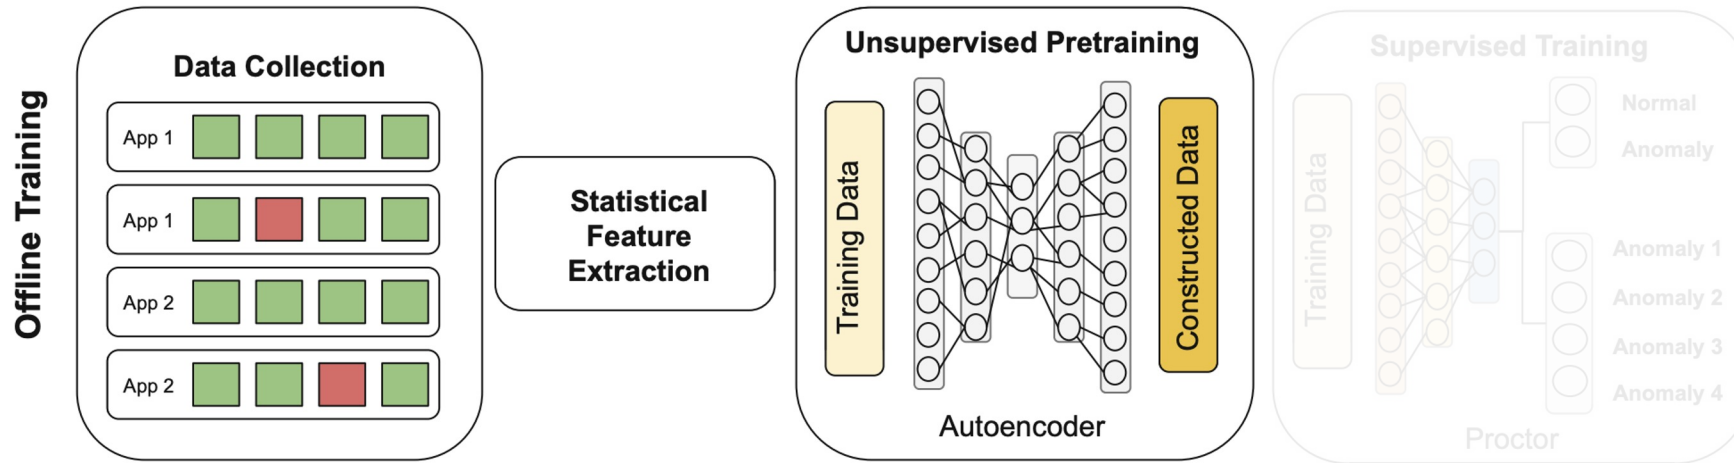 Offline Training
Data Collection
App 1
App 1
App 2
App 2
Statistical
Feature
Extraction
Unsupervised Pretraining
Training Data
Constructed Data
Autoencoder
Supervised Training
Training Data
Normal
Anomaly
Anomaly 1
Anomaly 2
Anomaly 3
Anomaly 4
Proctor